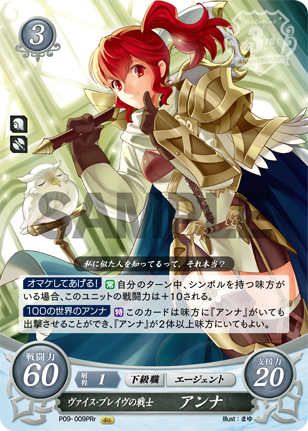 3
3rd
SAMPLE
私に似た人を知ってるって、それ本当？
オマケしてあげる！ 常 自分のターン中、シンボルを持つ味方が
いる場合、このユニットの戦闘力は＋10される。
100の世界のアンナ 特 このカードは味方に『アンナ』がいても
出撃させることができ、『アンナ』が2体以上味方にいてもよい。
戦闘力 60
射程 1 下級職 エージェント
支援力 20
ヴァイス・ブレイヴの戦士 アンナ
P09-009PRr 4th Illust：まゆ